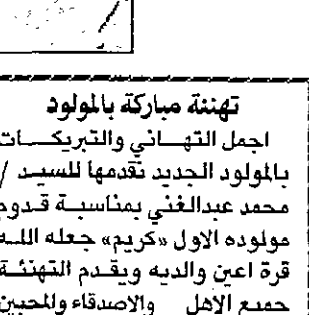 تهنئة مباركة بالمولود
اجمل التهاني والتبريكات
بالمولود الجديد نقدمها للسيد /
محمد عبدالغني بمناسبة قدوم
مولوده الاول «كريم» جعله الله
قرة اعين والديه ويقدم التهنئة
جميع الاهل والاصدقاء والمحبين